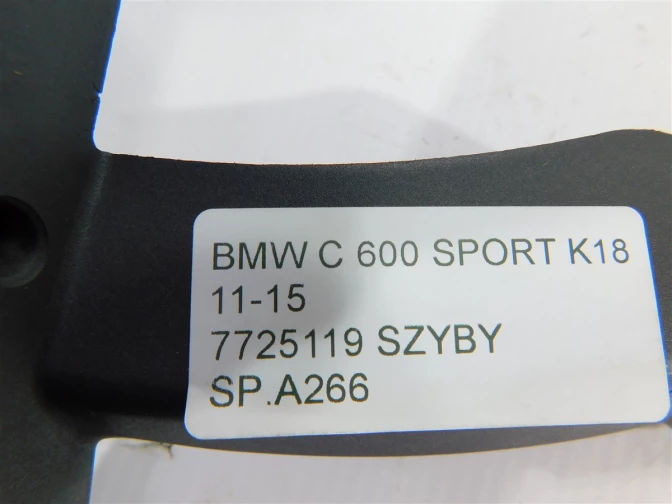 BMW C 600 SPORT K18
11-15
7725119 SZYBY
SP.A266